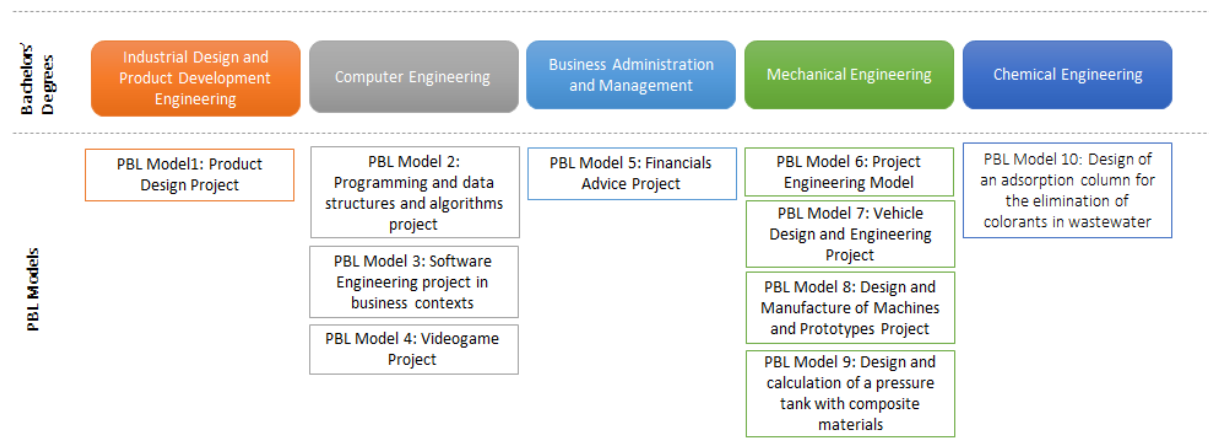 Bachelors'
Degrees
Industrial Design and
Product Development
Engineering
Computer Engineering
Business Administration
and Management
Mechanical Engineering
Chemical Engineering
PBL Models
PBL Model1: Product
Design Project
PBL Model 2:
Programming and data
structures and algorithms
project
PBL Model 3: Software
Engineering project in
business contexts
PBL Model 4: Videogame
Project
PBL Model 5: Financials
Advice Project
PBL Model 6: Project
Engineering Model
PBL Model 7: Vehicle
Design and Engineering
Project
PBL Model 8: Design and
Manufacture of Machines
and Prototypes Project
PBL Model 9: Design and
calculation of a pressure
tank with composite
materials
PBL Model 10: Design of
an adsorption column for
the elimination of
colorants in wastewater